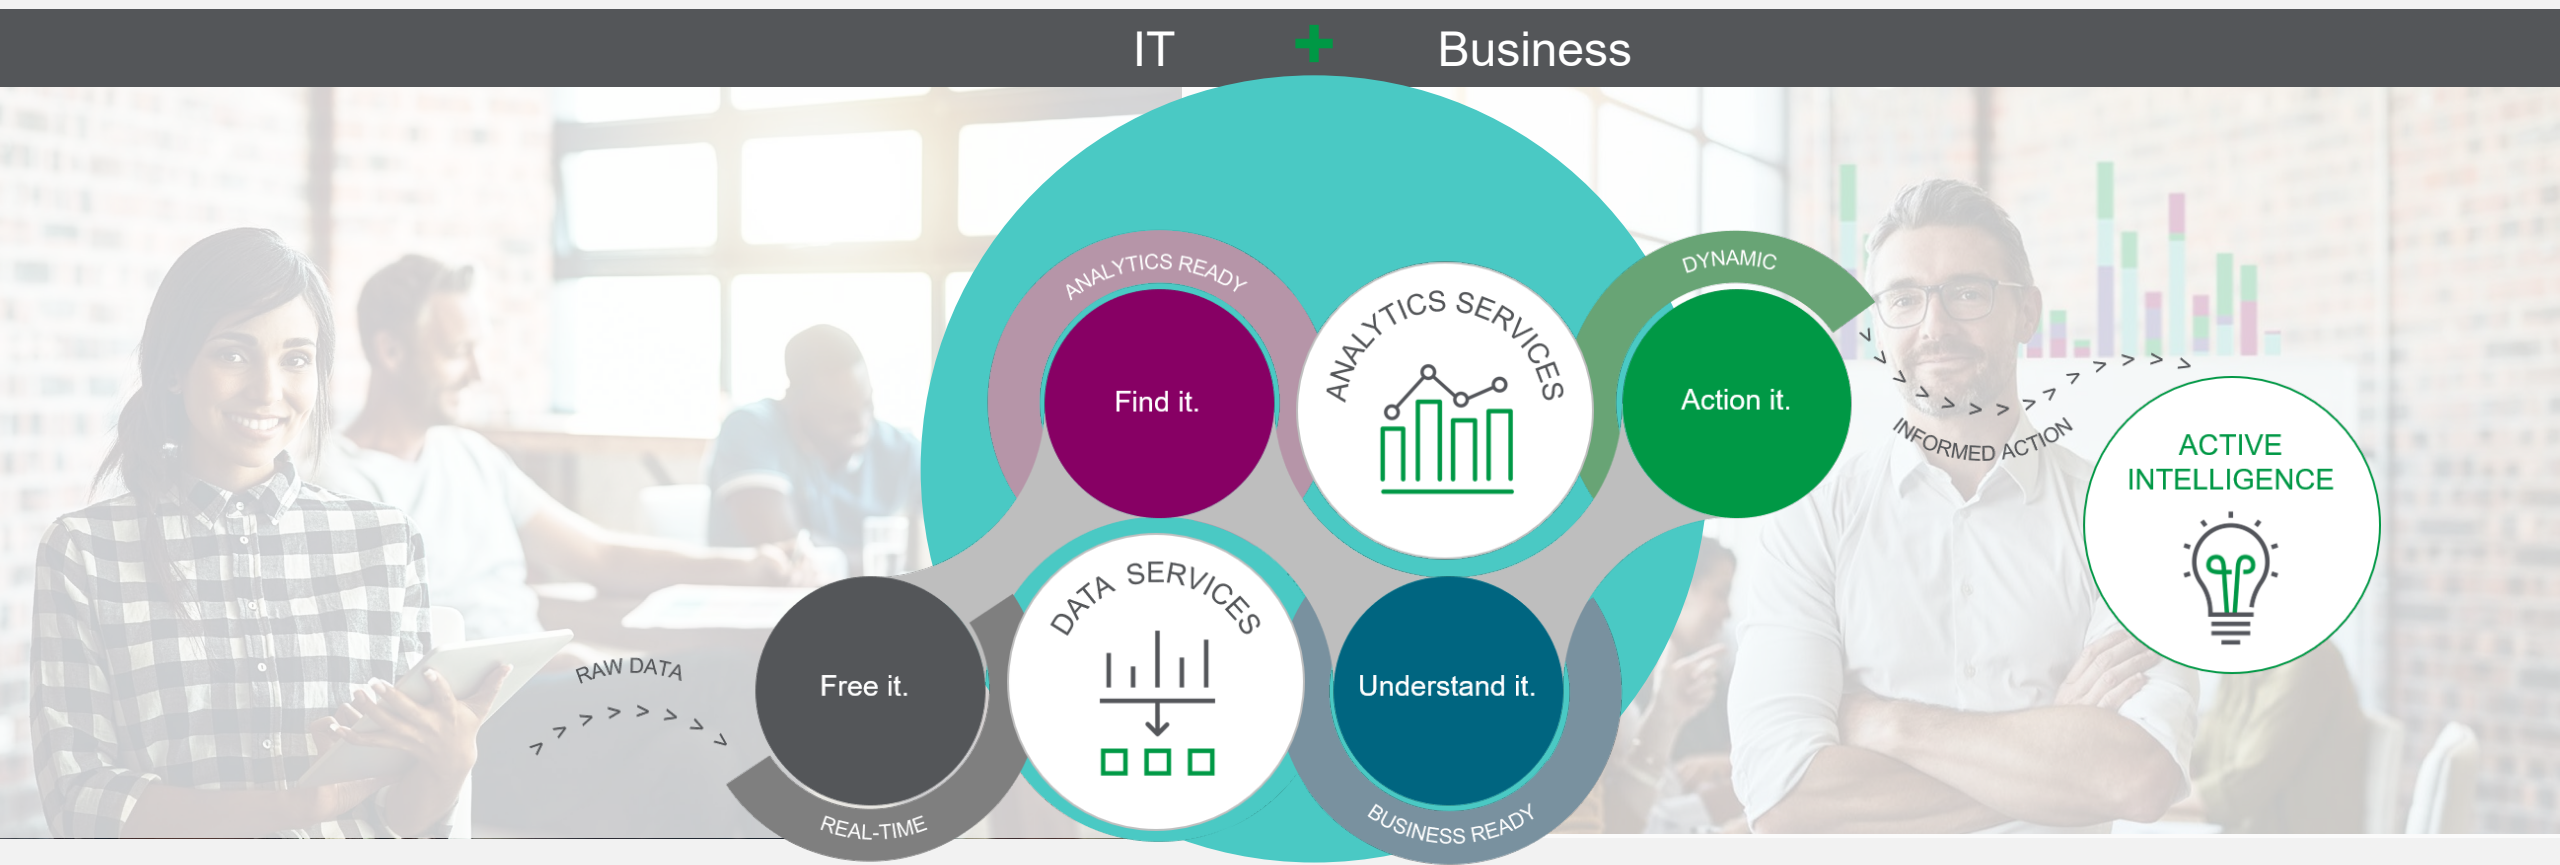 IT + Business
ANALYTICS READY
Find it.
ANALYTICS SERVICES
DYNAMIC
Action it.
INFORMED ACTION
ACTIVE
INTELLIGENCE
RAW DATA
Free it.
REAL-TIME
DATA SERVICES
Understand it.
BUSINESS READY